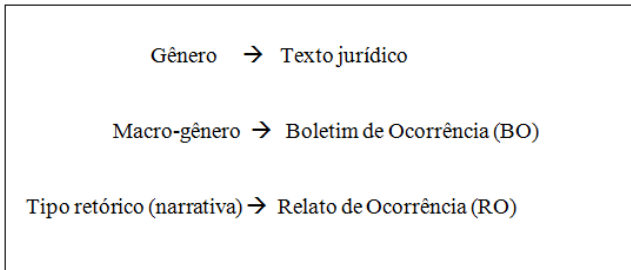 Gênero → Texto jurídico
Macro-gênero → Boletim de Ocorrência (BO)
Tipo retórico (narrativa) → Relato de Ocorrência (RO)